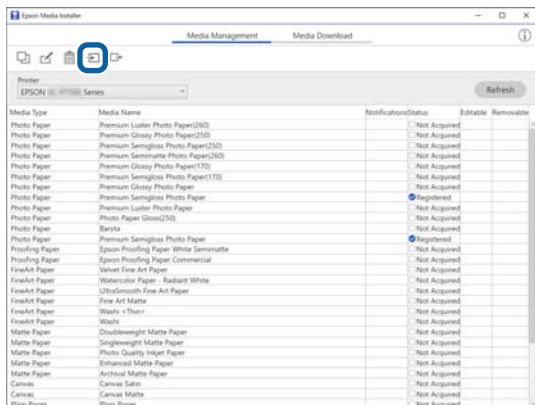 Epson Media Installer
Media Management Media Download
Printer
EPSON Series
Refresh
Media Type Media Name Notifications Status Editable Removable
Photo Paper Premium Luster Photo Paper(260) Not Acquired
Photo Paper Premium Glossy Photo Paper(250) Not Acquired
Photo Paper Premium Semigloss Photo Paper(250) Not Acquired
Photo Paper Premium Semimatte Photo Paper(260) Not Acquired
Photo Paper Premium Glossy Photo Paper(170) Not Acquired
Photo Paper Premium Semigloss Photo Paper(170) Not Acquired
Photo Paper Premium Glossy Photo Paper Not Acquired
Photo Paper Premium Semigloss Photo Paper Registered
Photo Paper Premium Luster Photo Paper Not Acquired
Photo Paper Photo Paper Gloss(250) Not Acquired
Photo Paper Baryta Not Acquired
Photo Paper Premium Semigloss Photo Paper Registered
Proofing Paper Epson Proofing Paper White Semimatte Not Acquired
Proofing Paper Epson Proofing Paper Commercial Not Acquired
FineArt Paper Velvet Fine Art Paper Not Acquired
FineArt Paper Watercolor Paper - Radiant White Not Acquired
FineArt Paper UltraSmooth Fine Art Paper Not Acquired
FineArt Paper Fine Art Matte Not Acquired
FineArt Paper Washi <Thin> Not Acquired
FineArt Paper Washi Not Acquired
Matte Paper Doubleweight Matte Paper Not Acquired
Matte Paper Singleweight Matte Paper Not Acquired
Matte Paper Photo Quality Inkjet Paper Not Acquired
Matte Paper Enhanced Matte Paper Not Acquired
Matte Paper Archival Matte Paper Not Acquired
Canvas Canvas Satin Not Acquired
Canvas Canvas Matte Not Acquired
Plain Paper Plain Paper Not Acquired